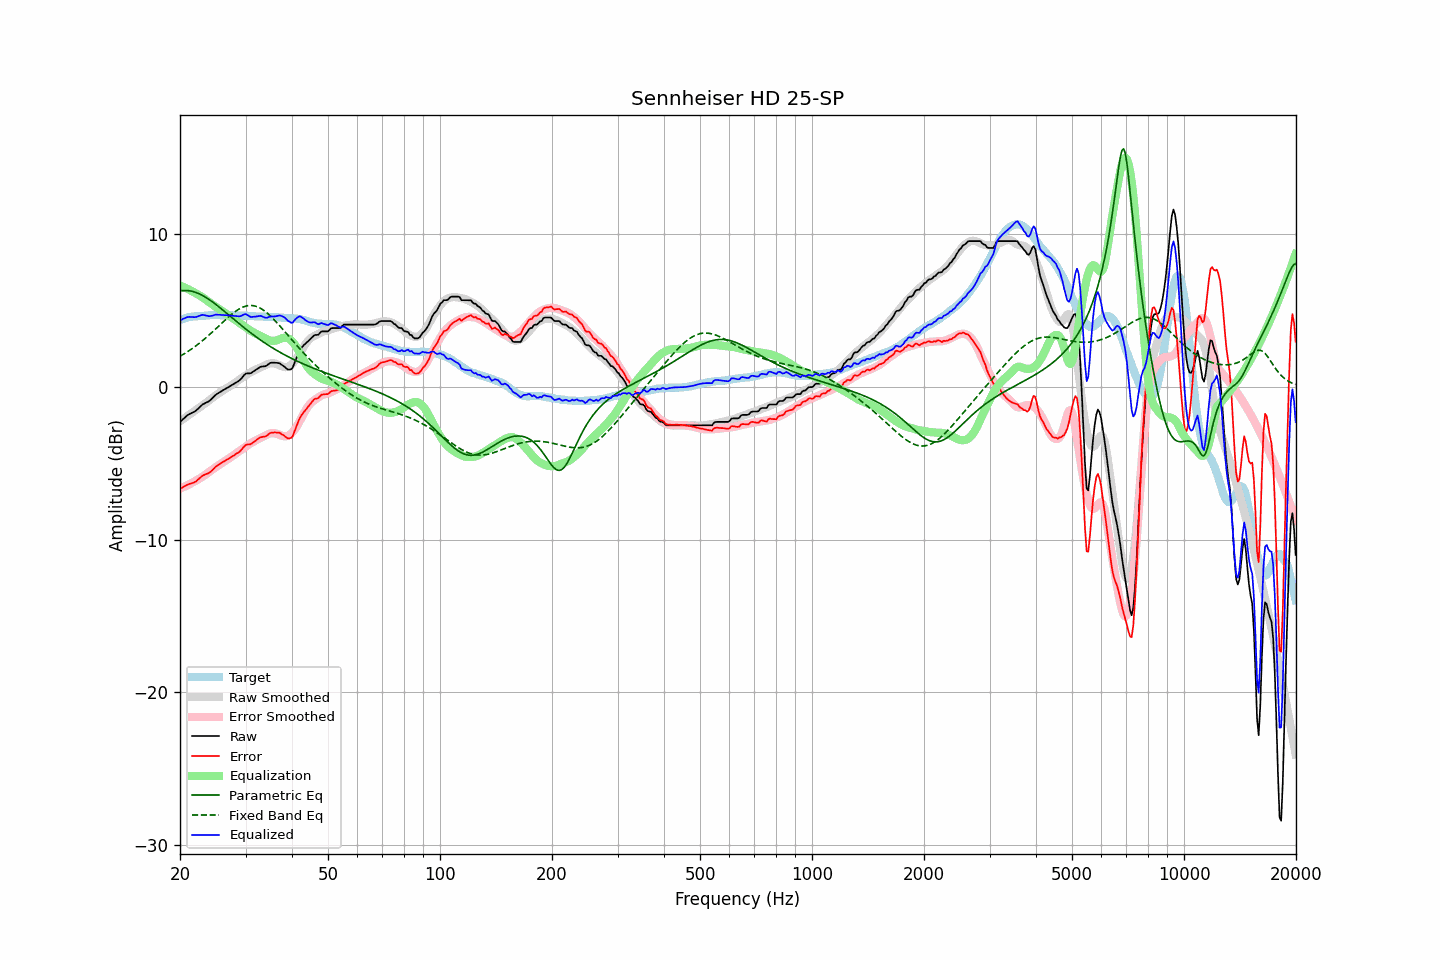 Sennheiser HD 25-SP
Amplitude (dBr)
10
0
−10
−20
−30
Target
Raw Smoothed
Error Smoothed
Raw
Error
Equalization
Parametric Eq
Fixed Band Eq
Equalized
20 50 100 200 500 1000 2000 5000 10000 20000
Frequency (Hz)